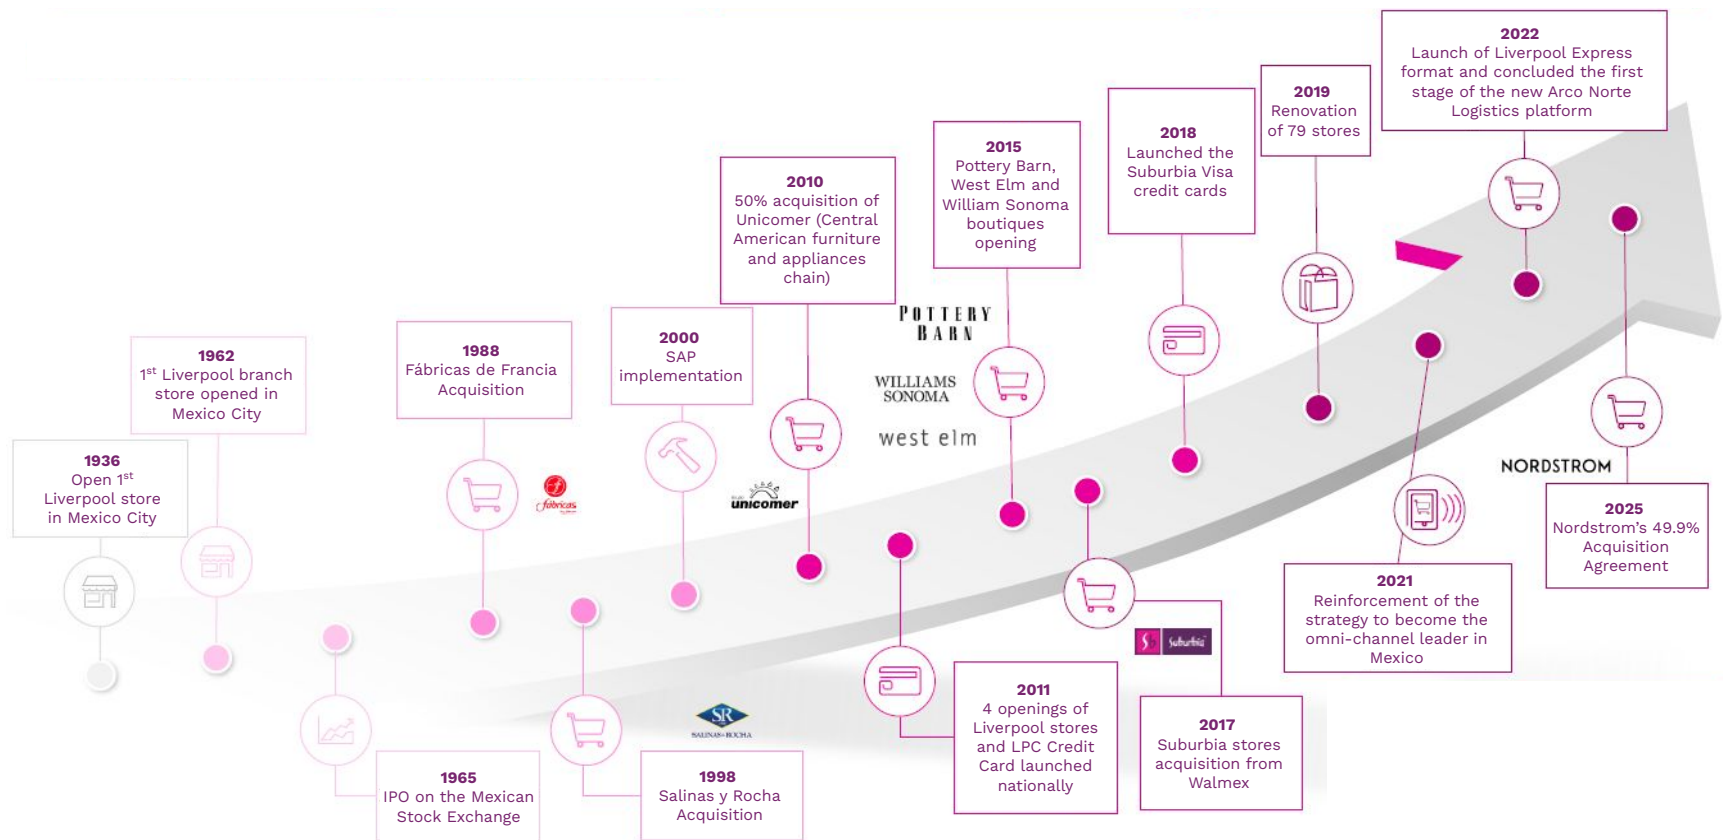 1936
Open 1st
Liverpool store
in Mexico City
1962
1st Liverpool branch
store opened in
Mexico City
1965
IPO on the Mexican
Stock Exchange
1988
Fábricas de Francia
Acquisition
fábricas
1998
Salinas y Rocha
Acquisition
SR
SALINAS Y ROCHA
2000
SAP
implementation
2010
50% acquisition of
Unicomer (Central
American furniture
and appliances
chain)
unicomer
2011
4 openings of
Liverpool stores
and LPC Credit
Card launched
nationally
2015
Pottery Barn,
West Elm and
William Sonoma
boutiques
opening
POTTERY
BARN
WILLIAMS
SONOMA
west elm
2017
Suburbia stores
acquisition from
Walmex
Sb
Suburbia
2018
Launched the
Suburbia Visa
credit cards
2019
Renovation
of 79 stores
2021
Reinforcement of the
strategy to become the
omni-channel leader in
Mexico
2022
Launch of Liverpool Express
format and concluded the first
stage of the new Arco Norte
Logistics platform
NORDSTROM
2025
Nordstrom’s 49.9%
Acquisition
Agreement